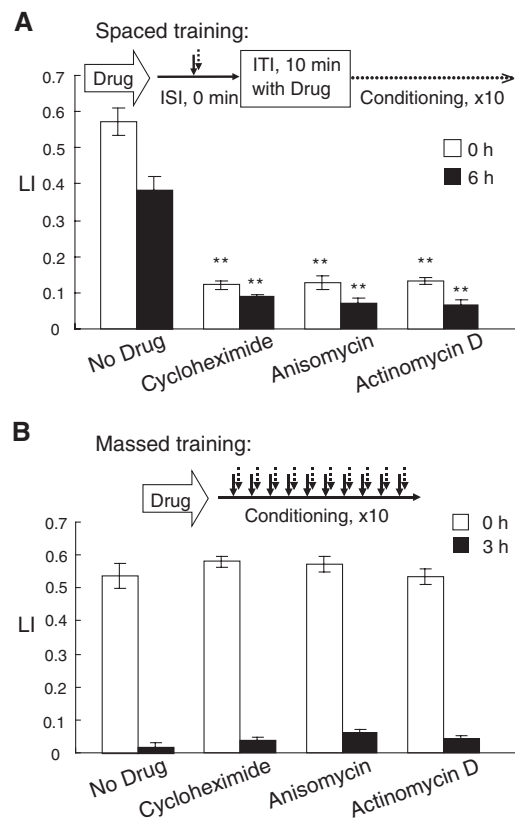 A
Spaced training:
Drug
ISI, 0 min
ITI, 10 min
with Drug
Conditioning, x10
0 h
6 h
LI
0.7
0.6
0.5
0.4
0.3
0.2
0.1
0
** ** ** ** ** **
No Drug
Cycloheximide
Anisomycin
Actinomycin D
B
Massed training:
Drug
Conditioning, x10
0 h
3 h
LI
0.7
0.6
0.5
0.4
0.3
0.2
0.1
0
No Drug
Cycloheximide
Anisomycin
Actinomycin D